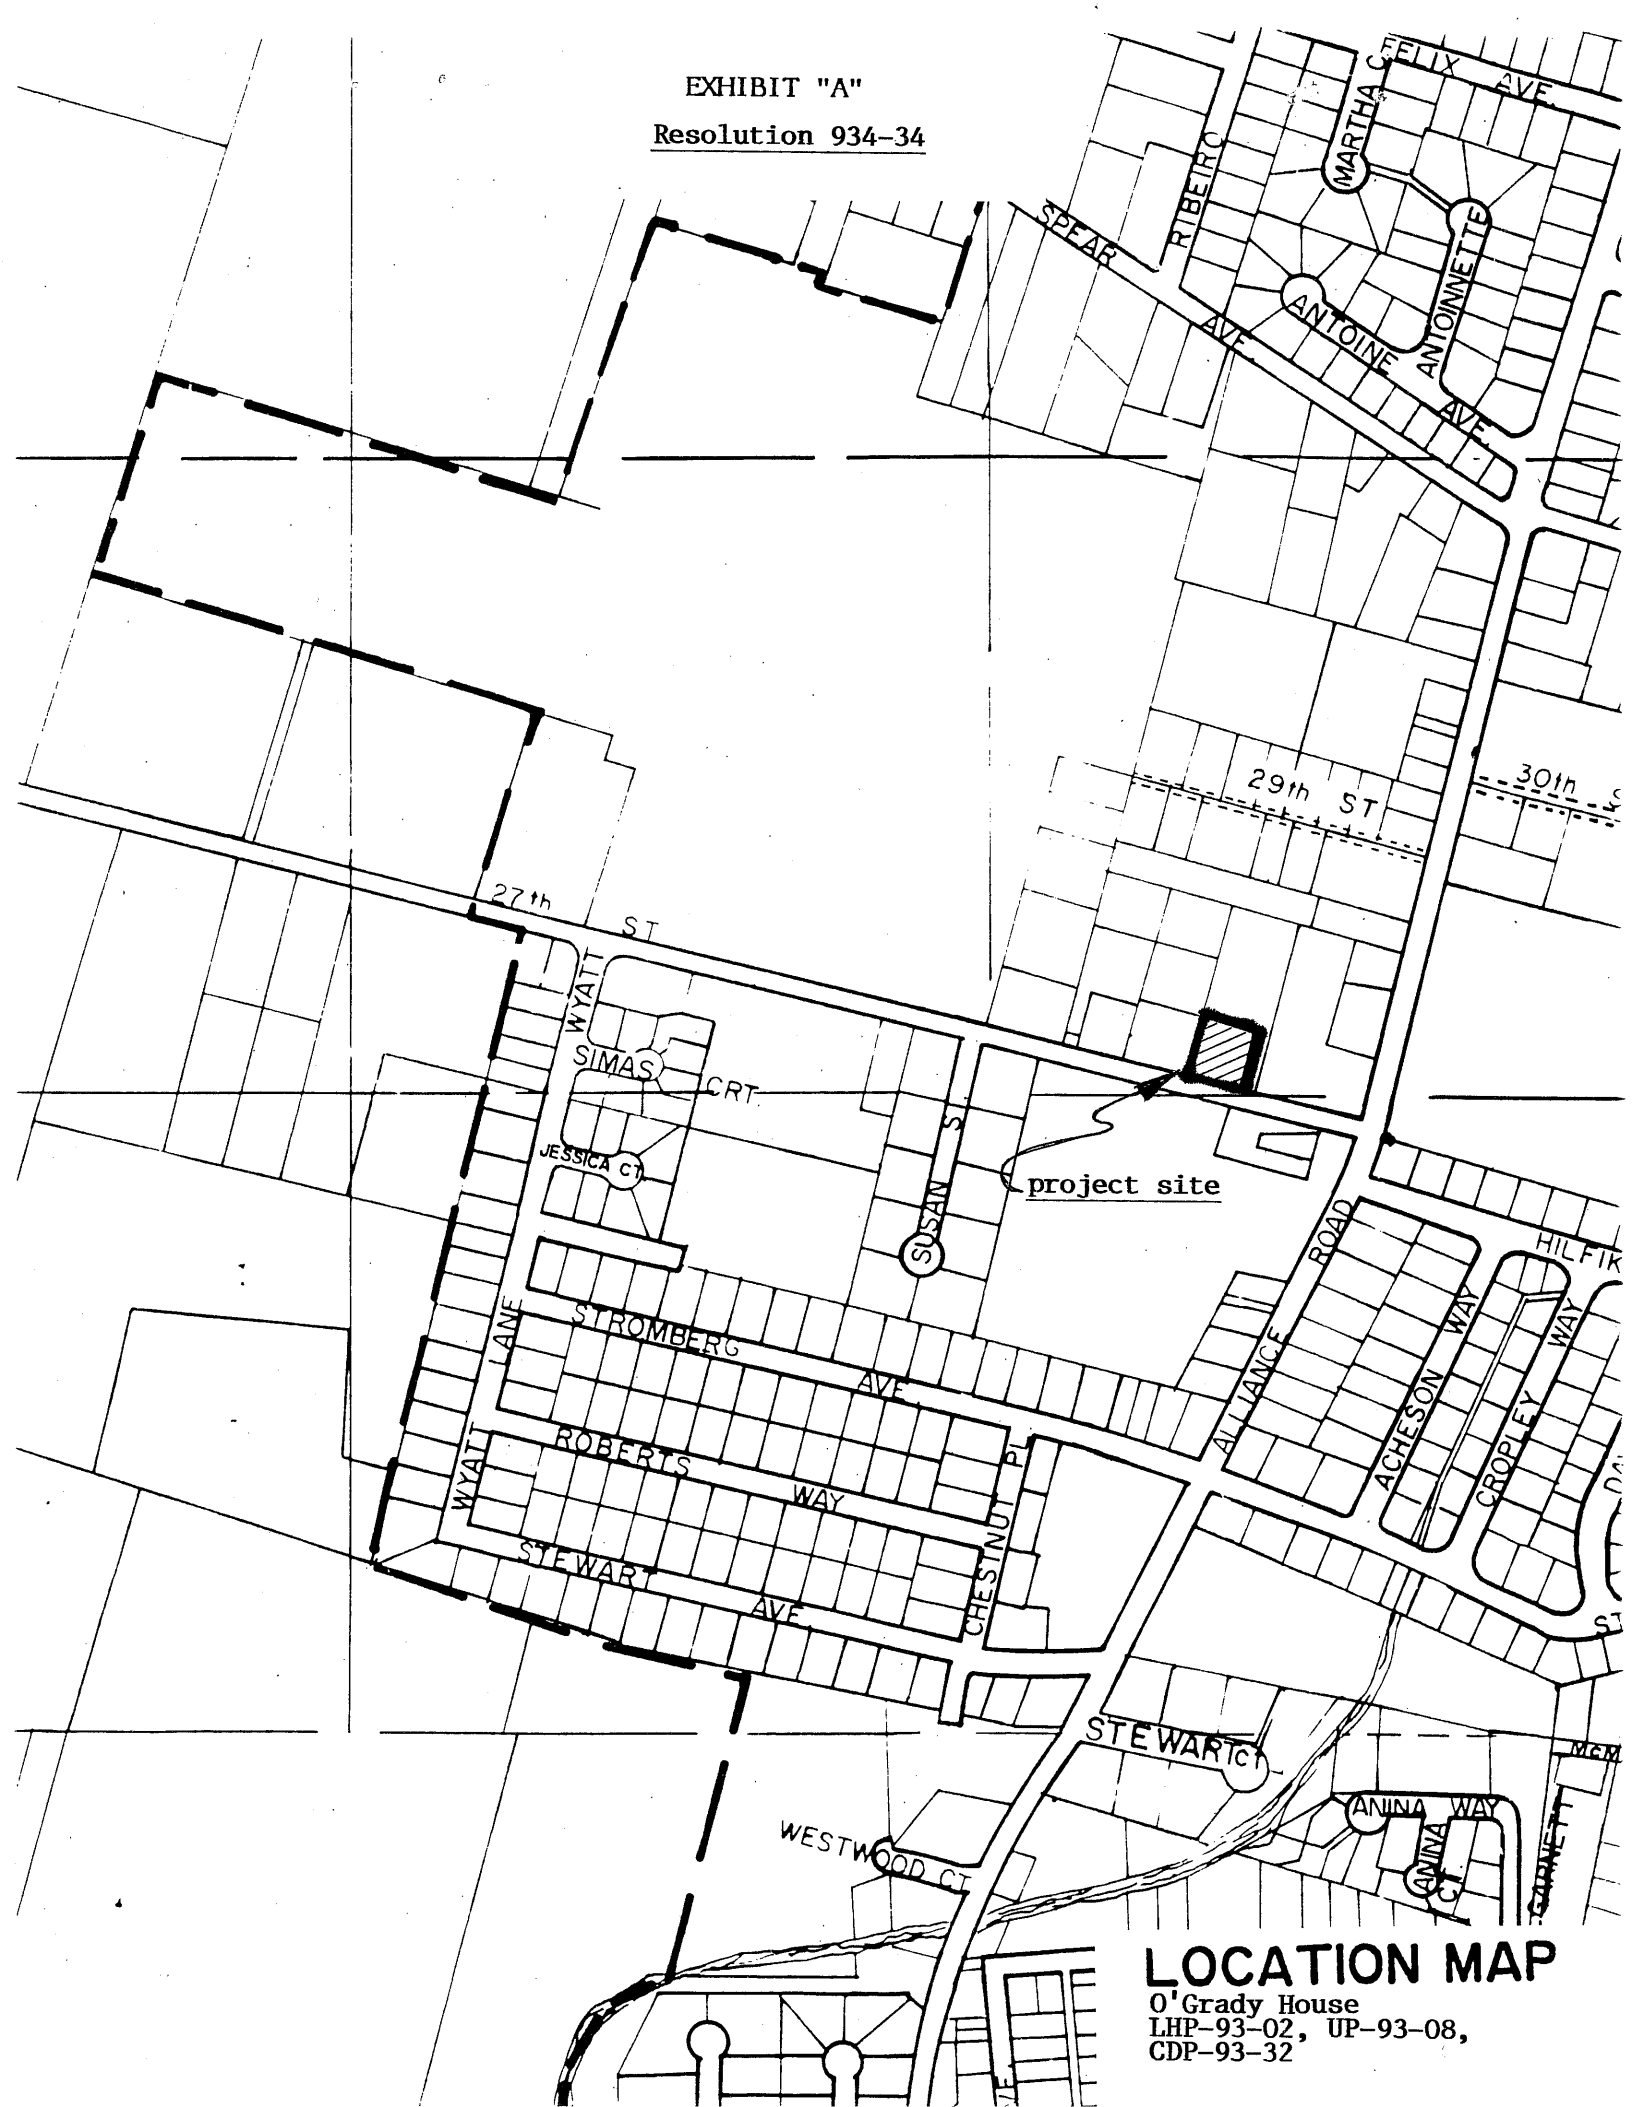 EXHIBIT "A"
Resolution 934-34
FELIX AVE.
MARTHA
RIBEIRO
SPEAR AVE.
ANTOINNETTE
ANTOINE AVE.
29th ST
30th
27th ST
WYATT
SIMAS CRT.
JESSICA CT.
SUSAN
project site
ROAD
HILFIK
WAY
WAY
LANE
STROMBERG AVE.
ALLIANCE
ACHESON
CROPLEY
WYATT
ROBERTS WAY
CHESTNUT PL
STEWART AVE.
ST
STEWART CT
McM
ANINA WAY
ANINA CT.
GARNETT
WESTWOOD CT
LOCATION MAP
O'Grady House
LHP-93-02, UP-93-08,
CDP-93-32